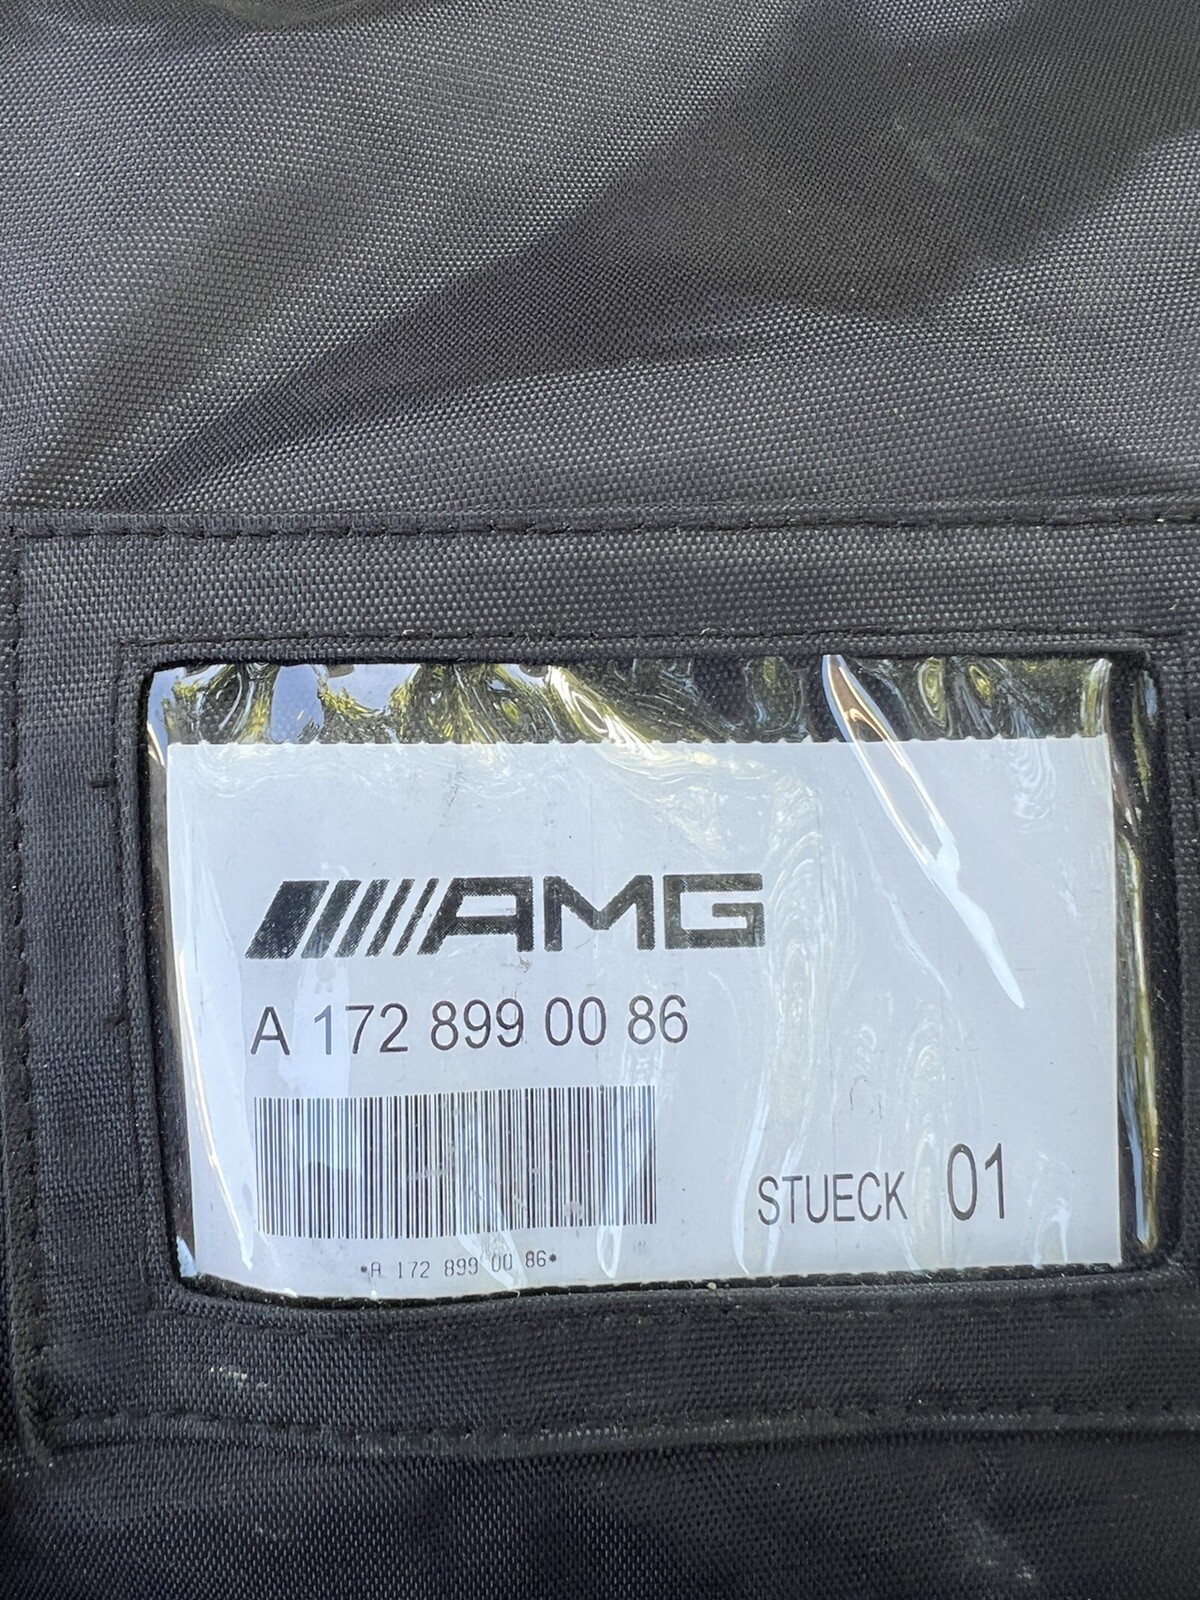 AMG
A 172 899 00 86
STUECK 01
*A 172 899 00 86*